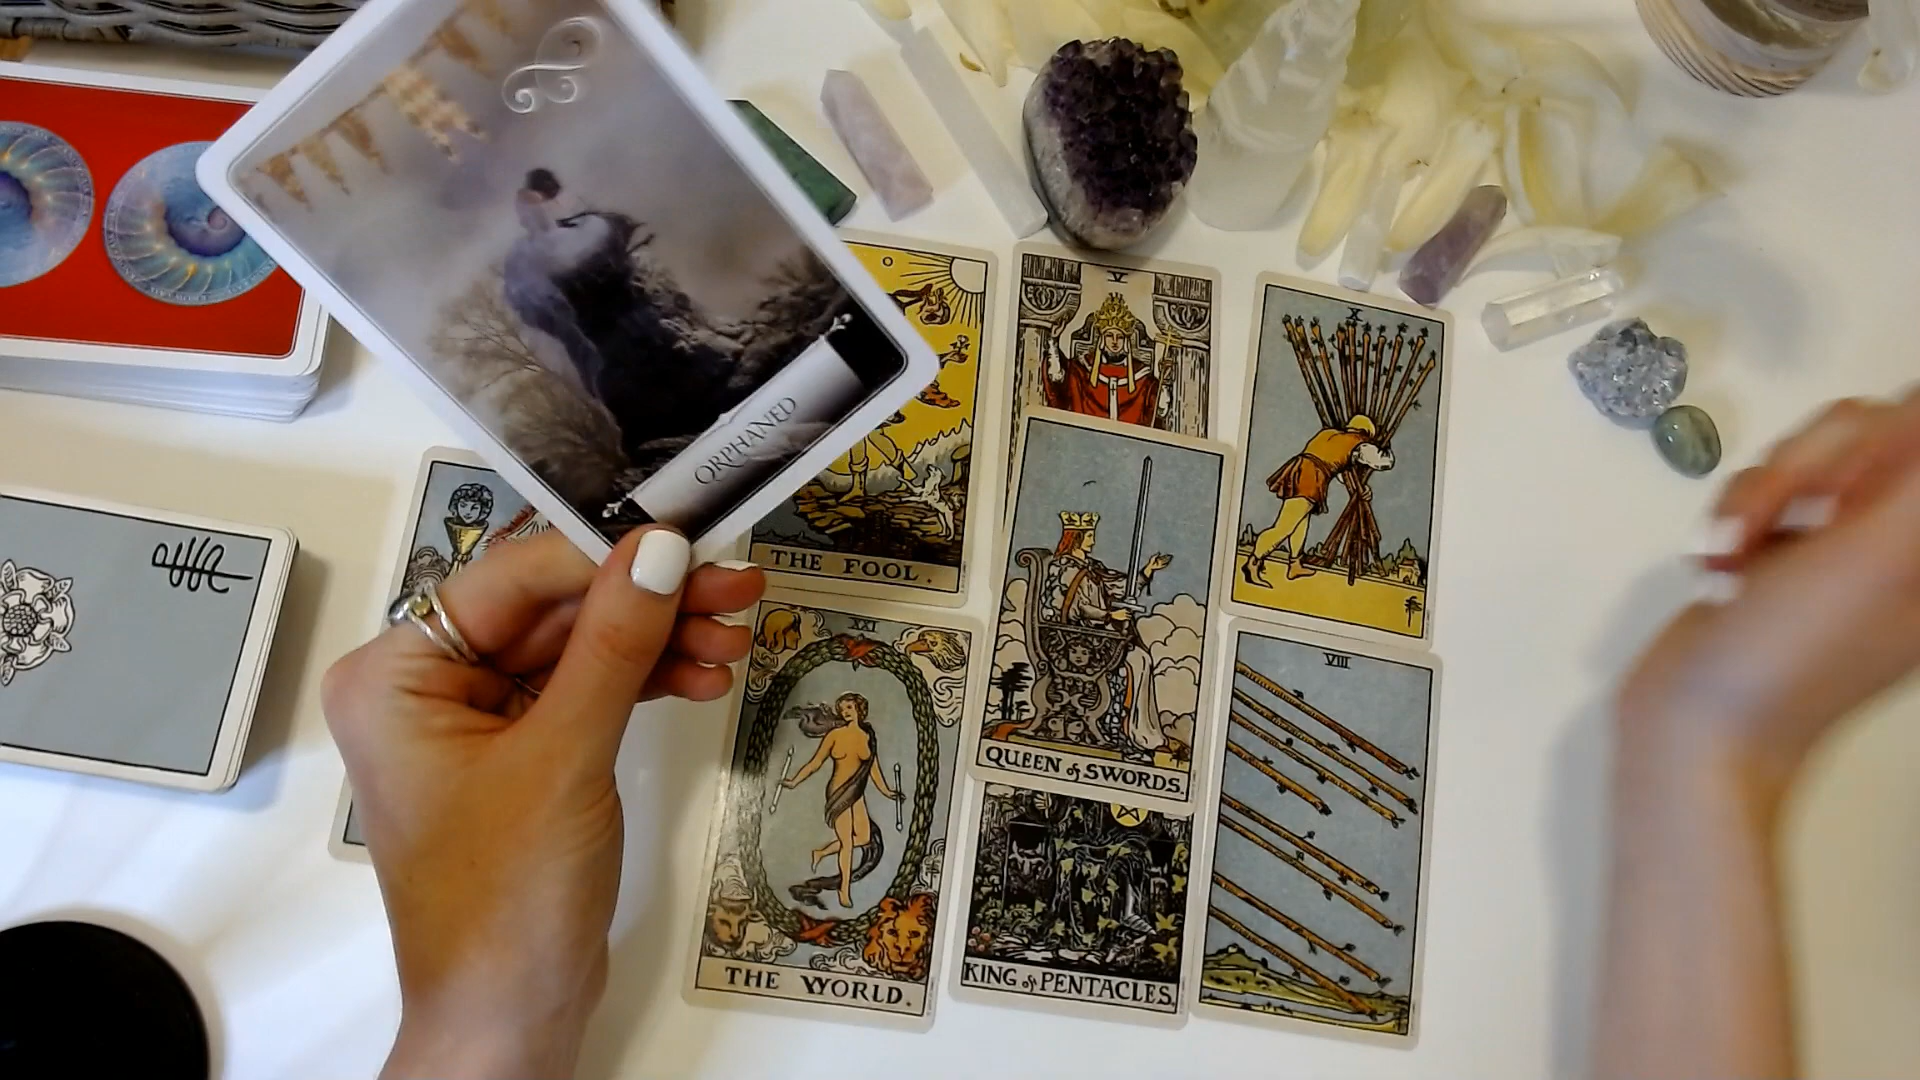 ORPHANED
O
V
X
THE FOOL.
XXI
VIII
QUEEN of SWORDS.
THE WORLD.
KING of PENTACLES.